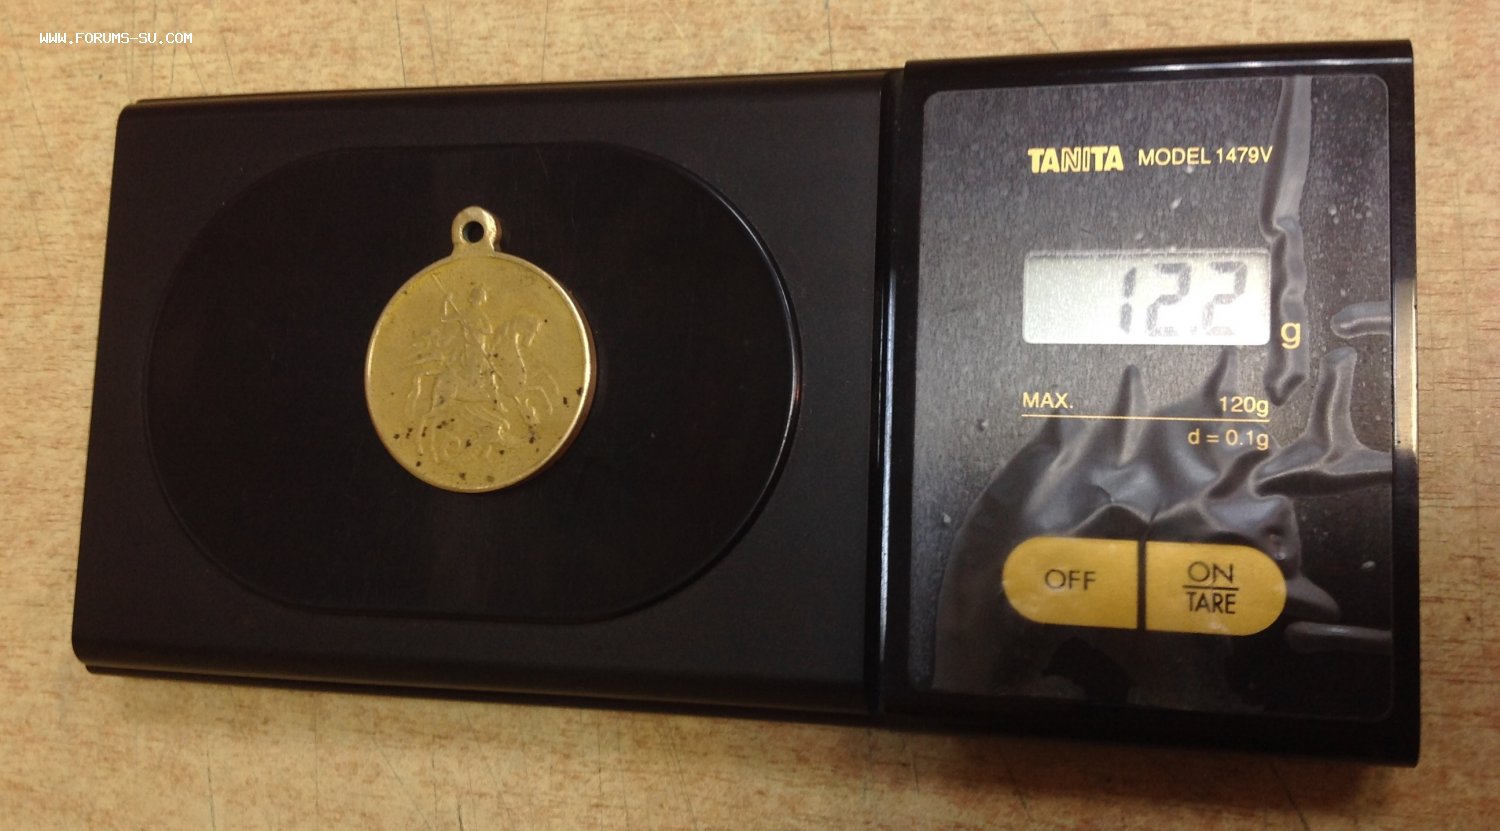 WWW.FORUMS-SU.COM
TANITA MODEL 1479V
12.2 g
MAX. 120g
d = 0.1g
OFF
ON
TARE